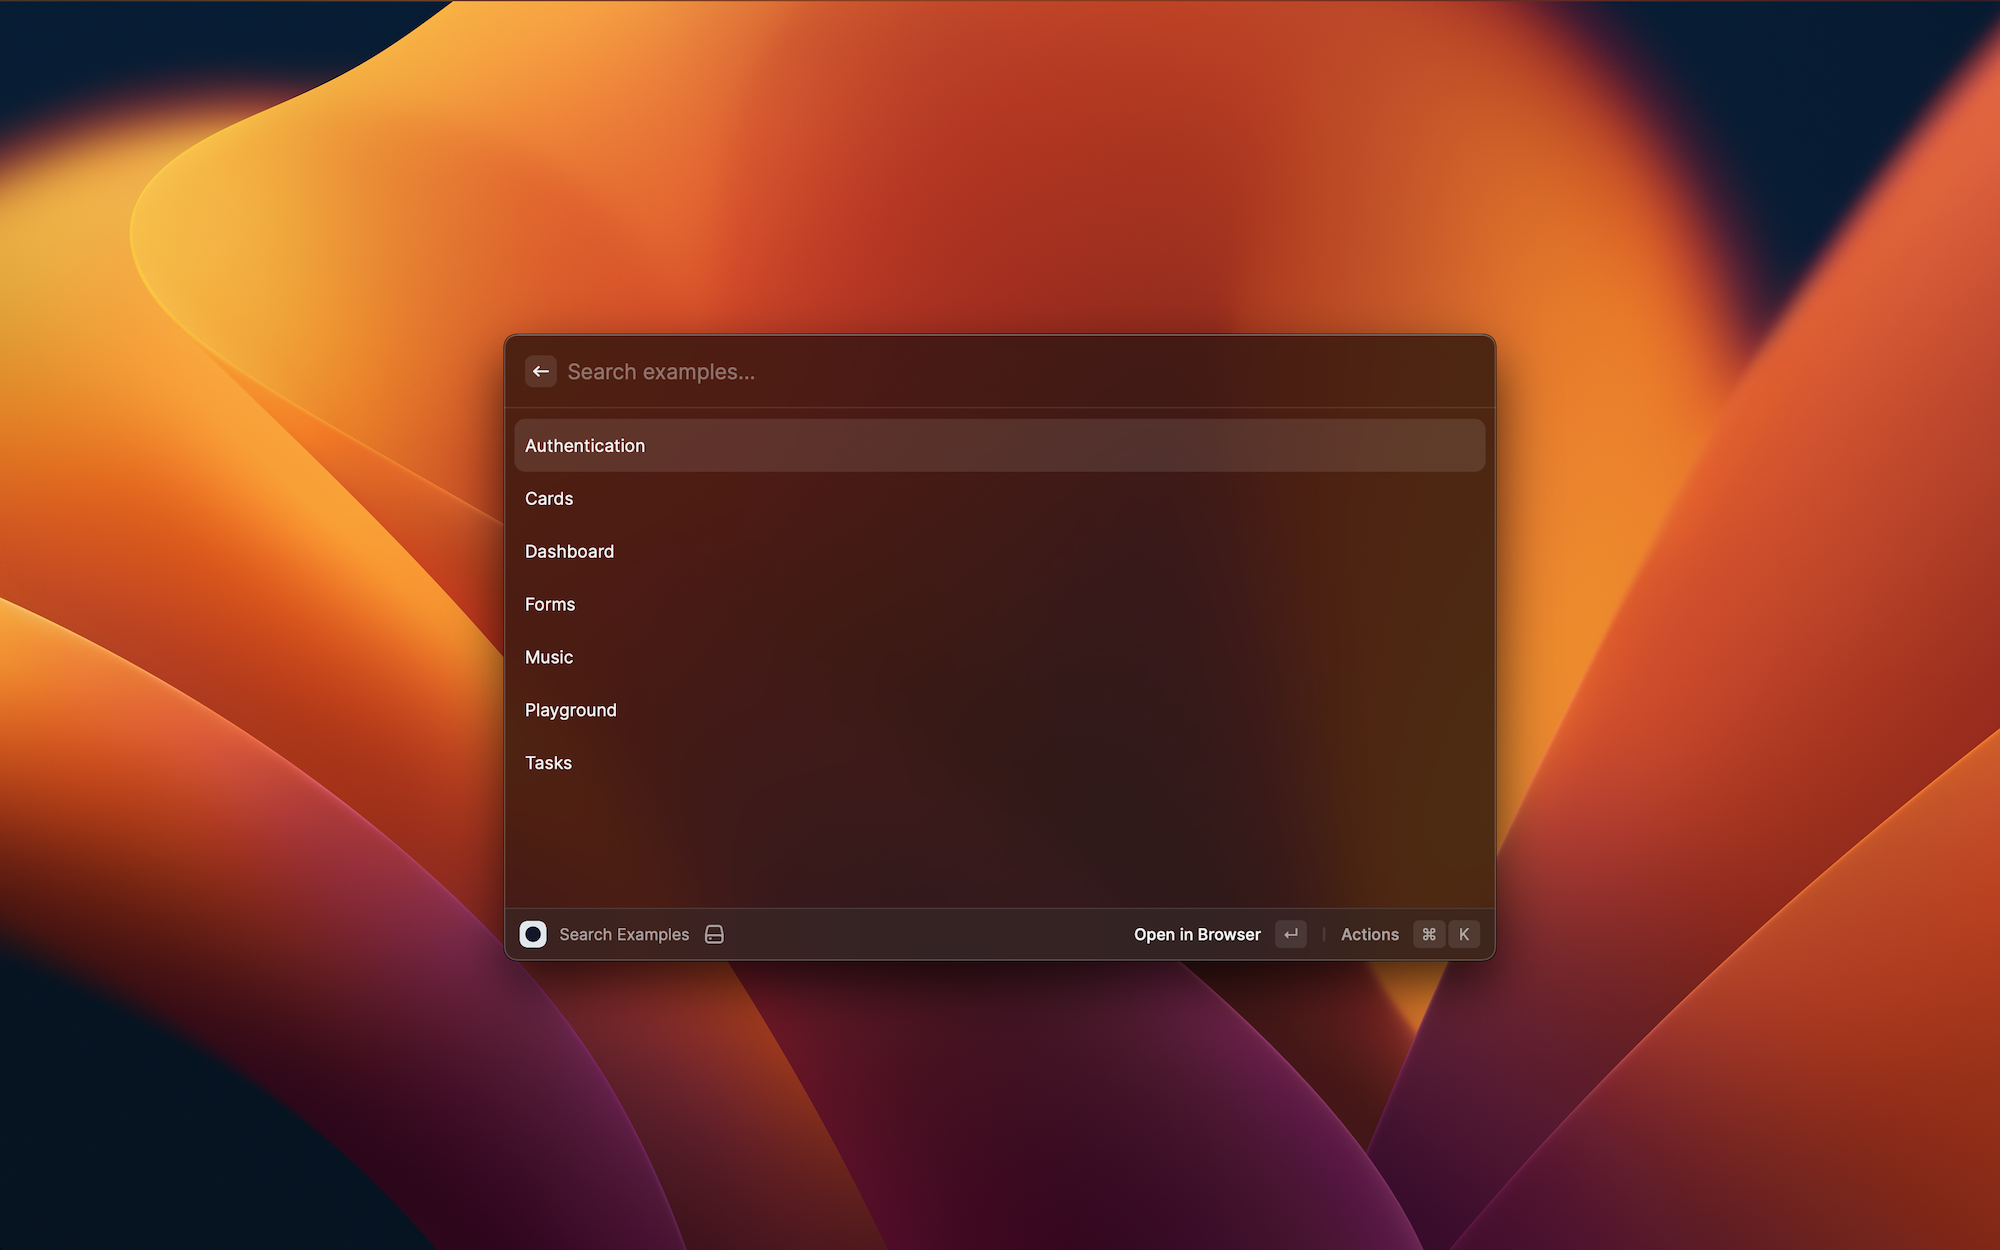 Search examples...
Authentication
Cards
Dashboard
Forms
Music
Playground
Tasks
Search Examples Open in Browser ↵ | Actions ⌘ K